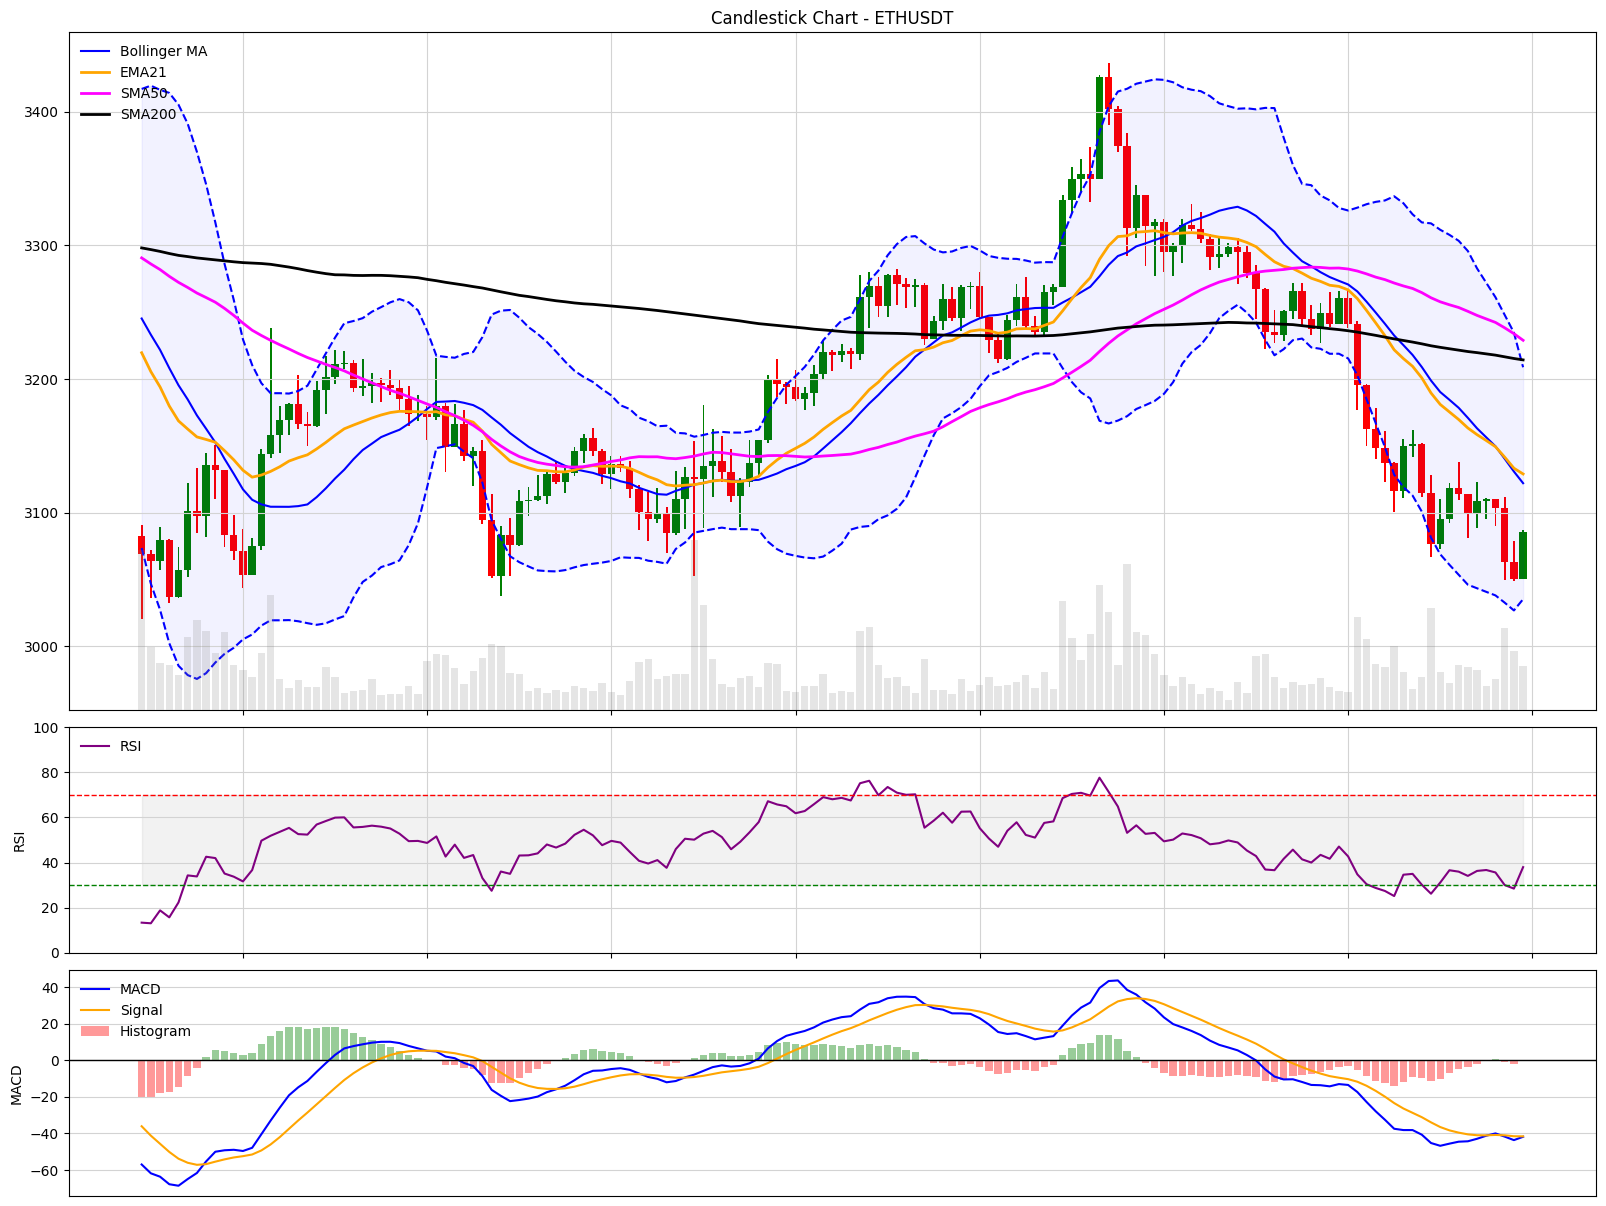 Candlestick Chart - ETHUSDT
Bollinger MA
EMA21
SMA50
SMA200
3400
3300
3200
3100
3000
RSI
100
80
60
40
20
0
RSI
MACD
Signal
Histogram
40
20
0
−20
−40
−60
MACD